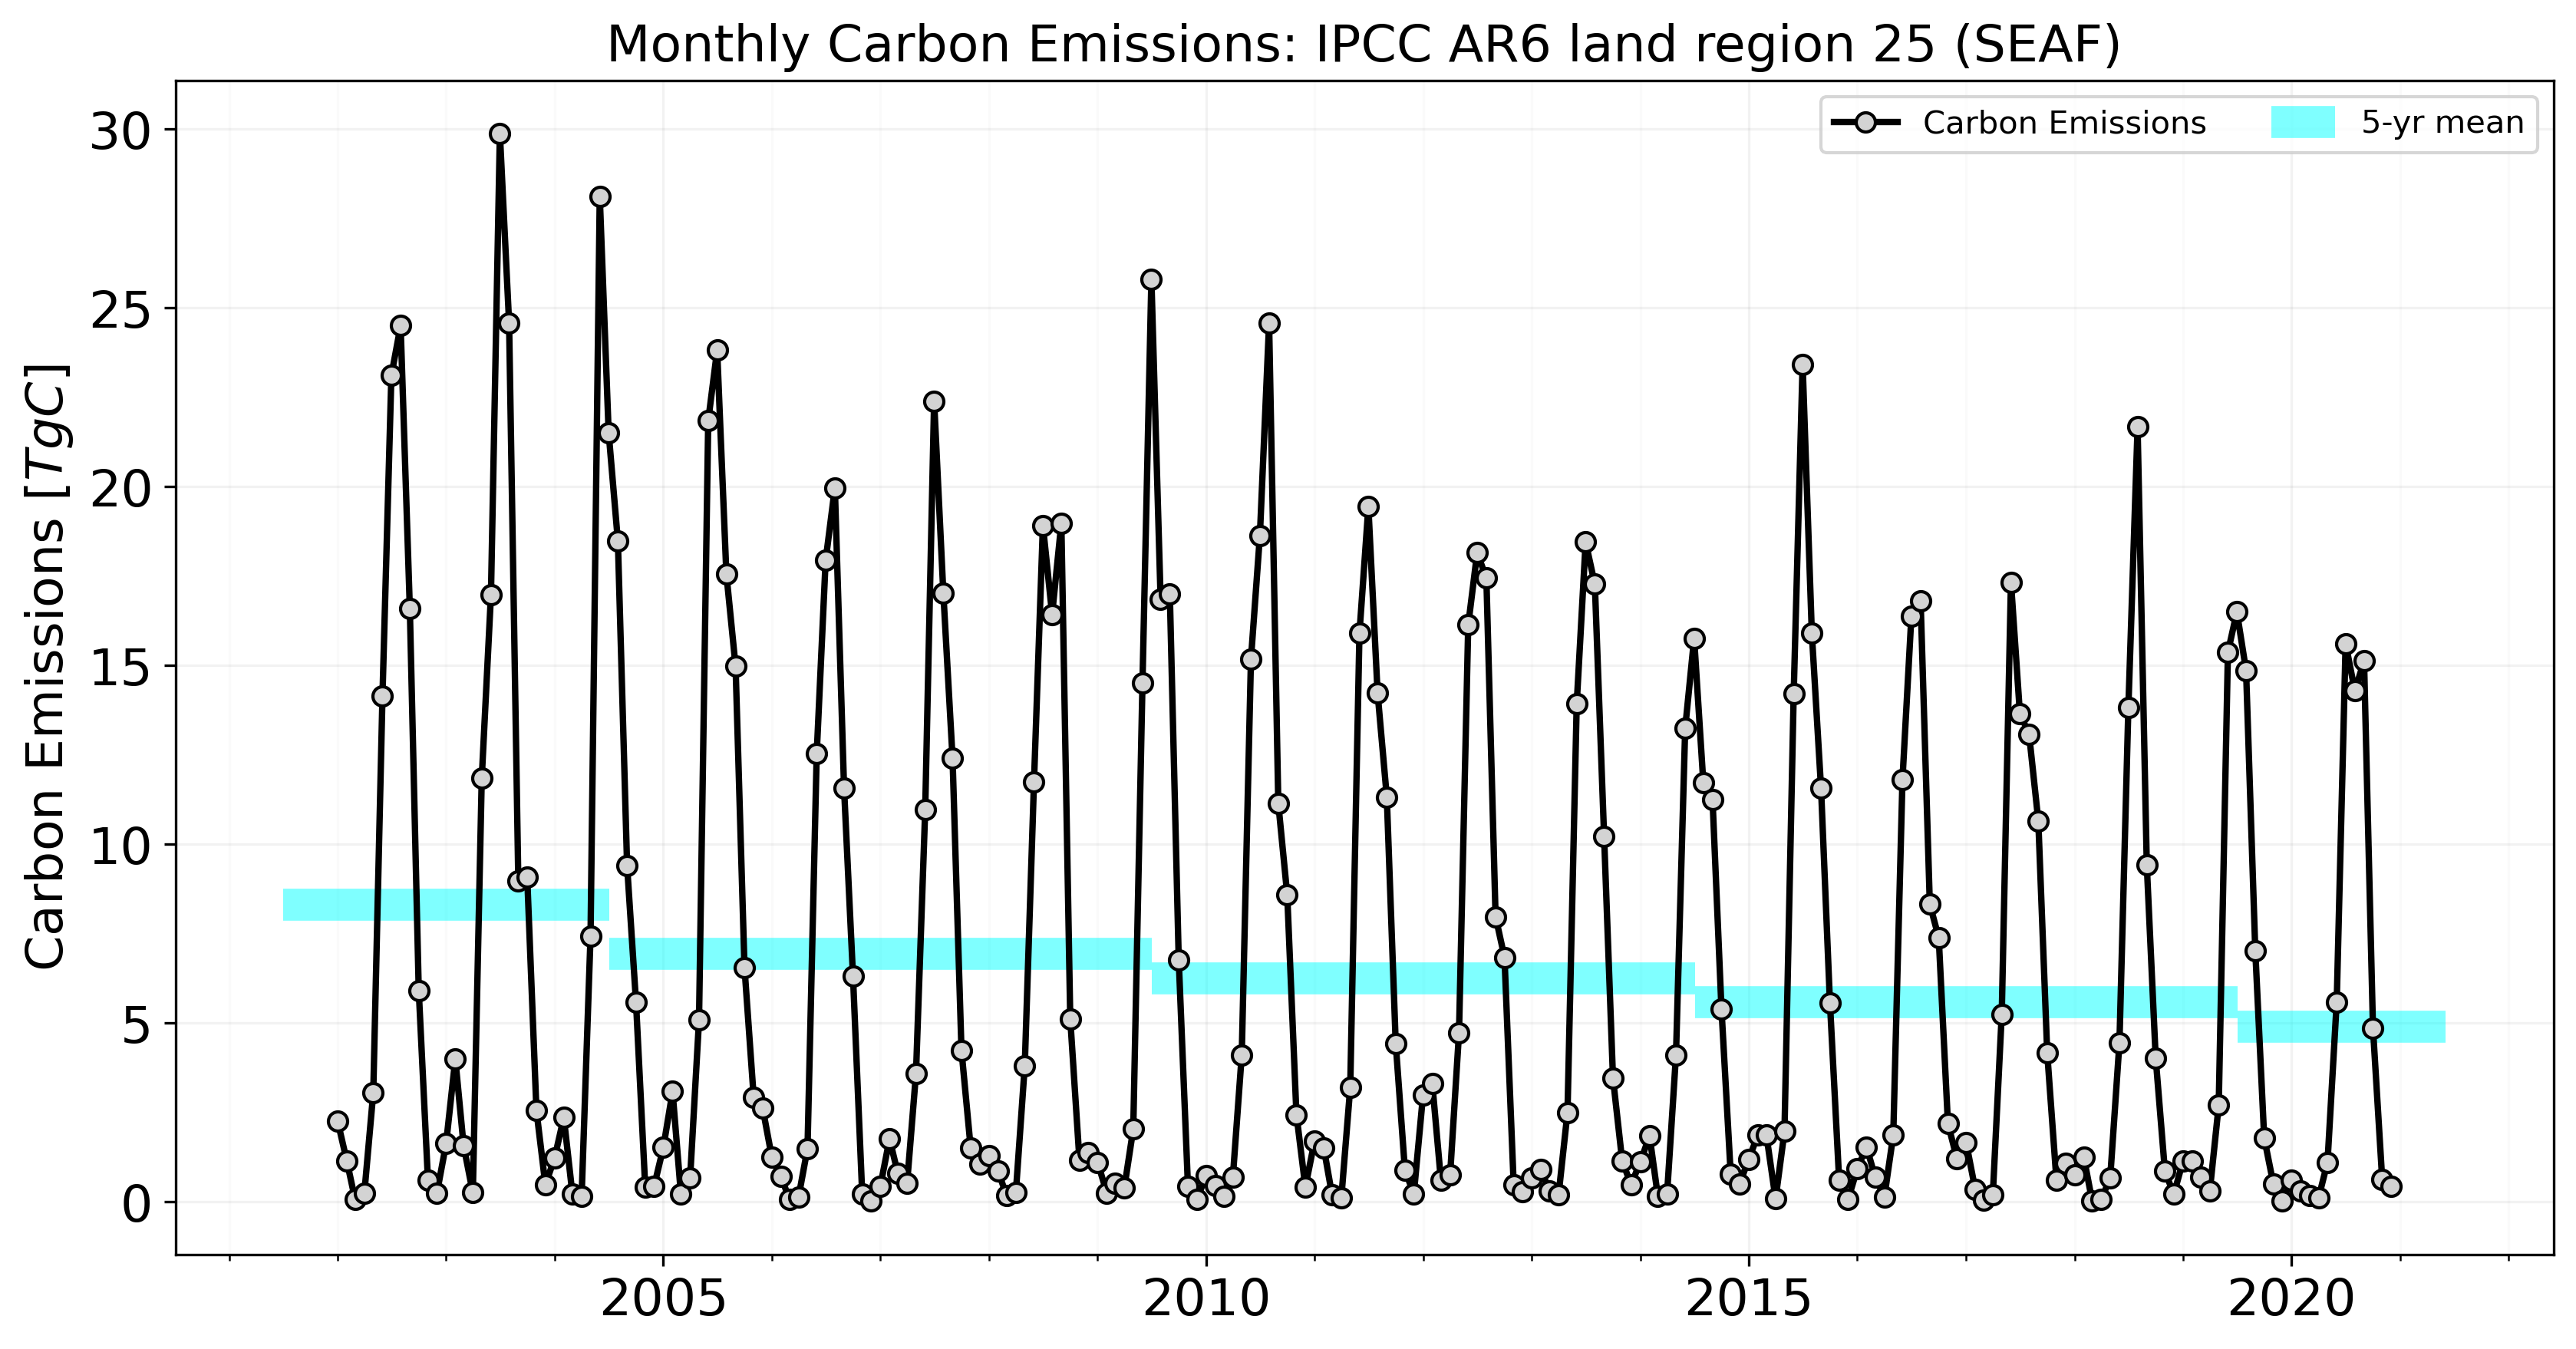 Monthly Carbon Emissions: IPCC AR6 land region 25 (SEAF)
Carbon Emissions
5-yr mean
Carbon Emissions [TgC]
30
25
20
15
10
5
0
2005
2010
2015
2020